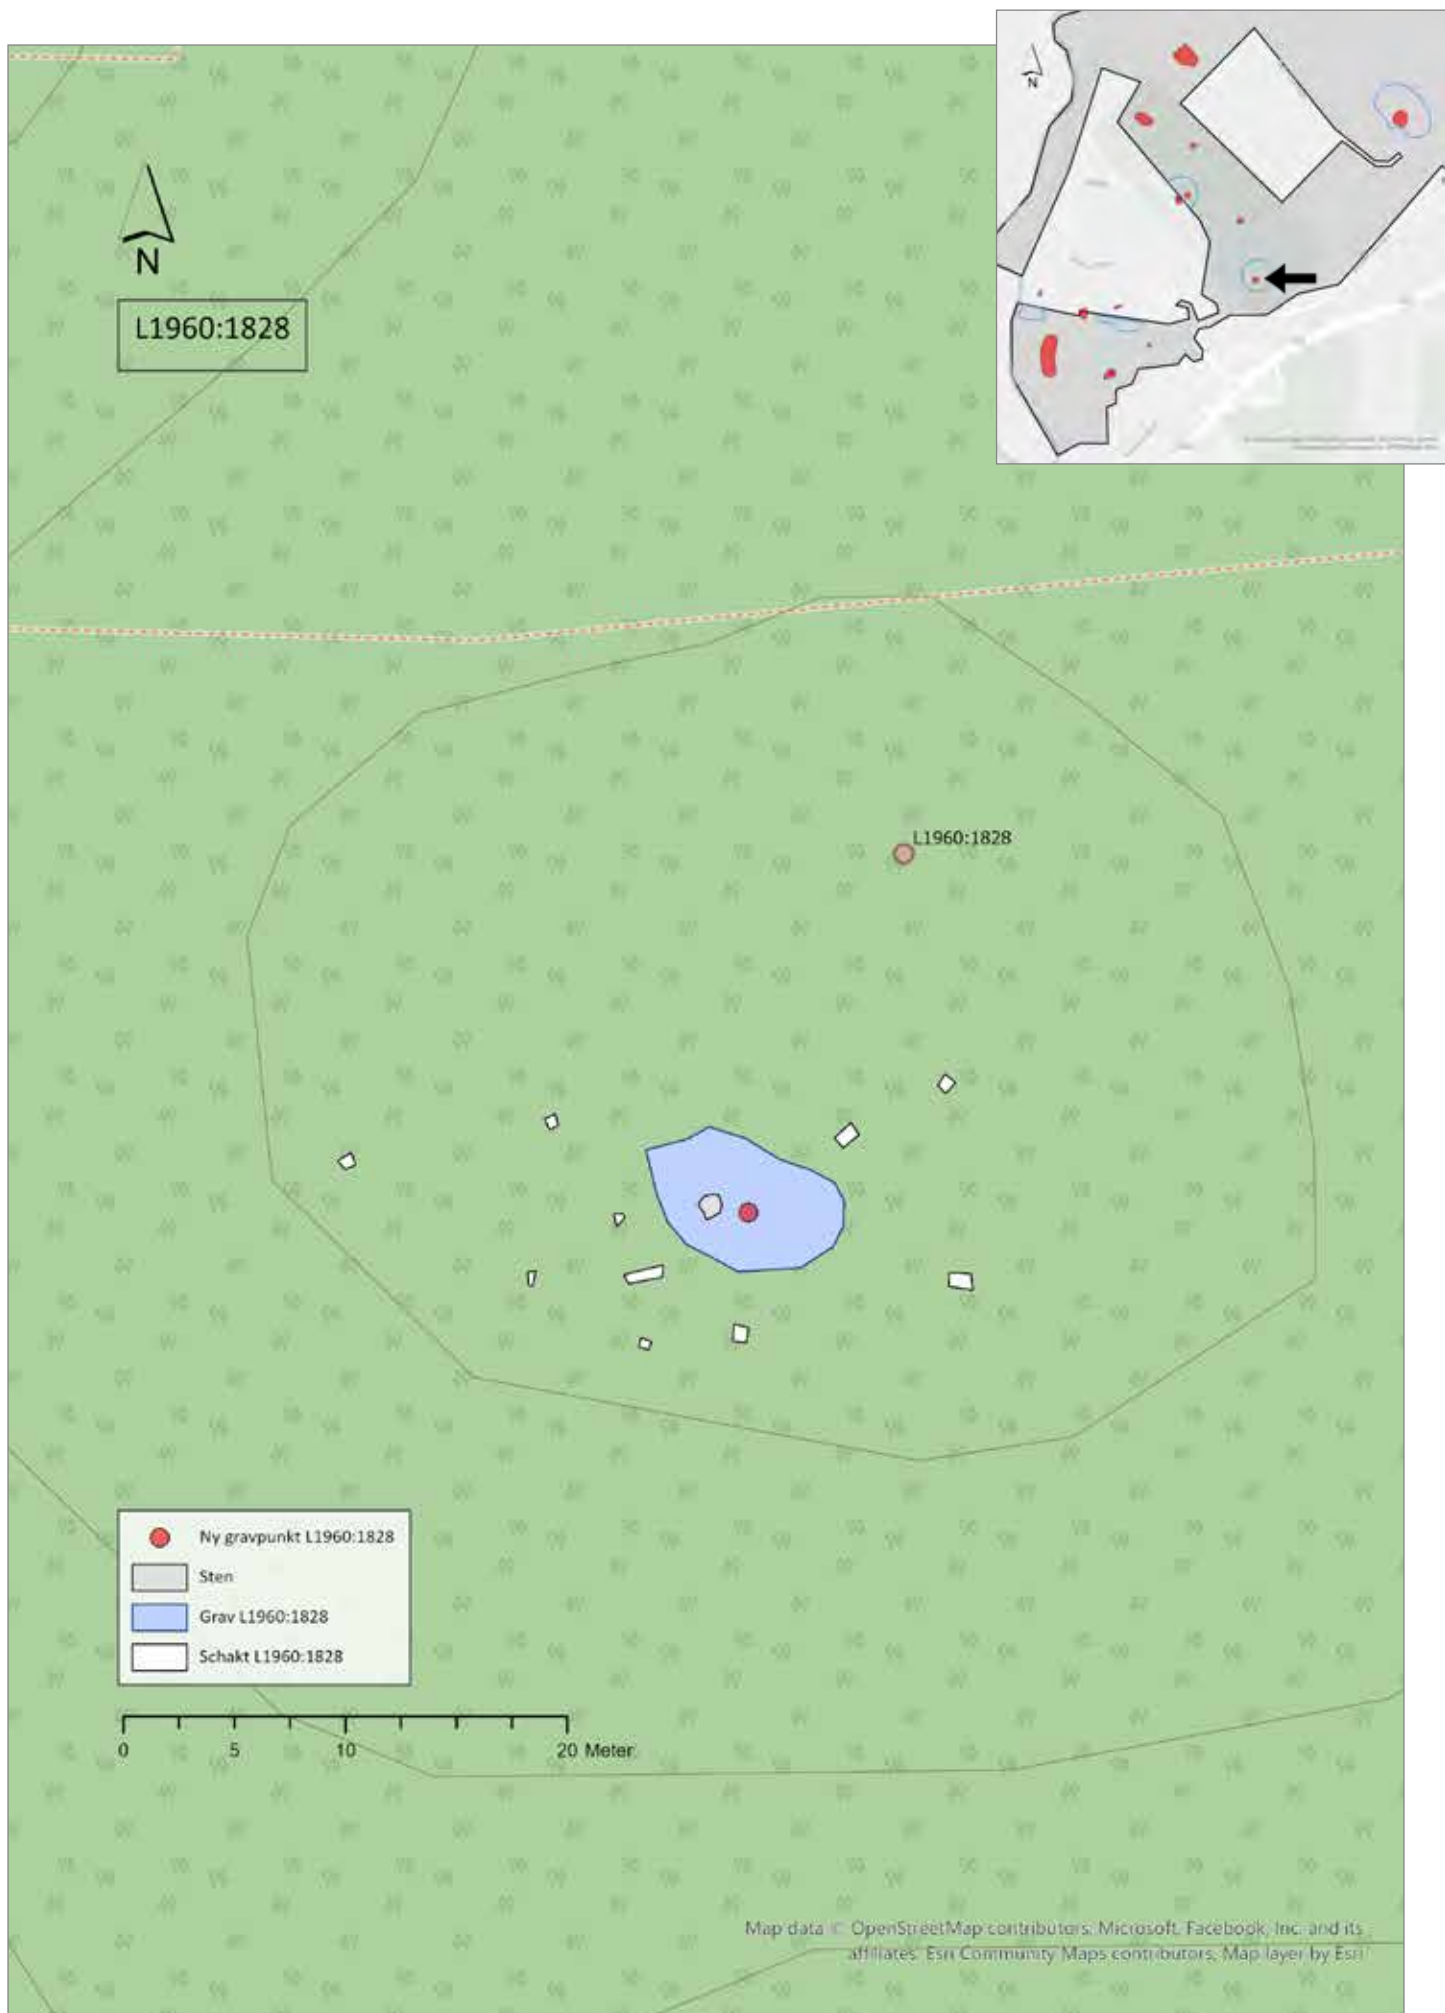 N
N
L1960:1828
L1960:1828
Ny gravpunkt L1960:1828
Sten
Grav L1960:1828
Schakt L1960:1828
0 5 10 20 Meter
Map data © OpenStreetMap contributors, Microsoft, Facebook, Inc. and its
affiliates, Esri Community Maps contributors, Map layer by Esri